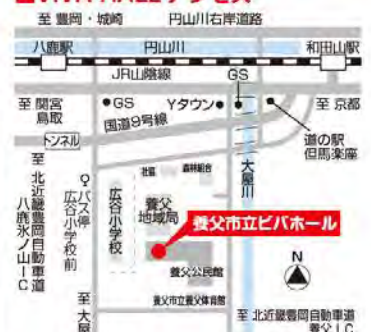 至 豊岡・城崎
円山川右岸道路
八鹿駅
円山川
和田山駅
JR山陰線
GS
至 関宮
鳥取
●GS
Yタウン●
至 京都
国道9号線
トンネル
道の駅
但馬楽座
至 北近畿豊岡自動車道
八鹿氷ノ山IC
バス停
広谷小学校前
広谷小学校
社協
森林組合
大屋川
養父
地域局
養父市立ビバホール
養父公民館
N
養父市立養父体育館
至 大屋
至 北近畿豊岡自動車道
養父IC